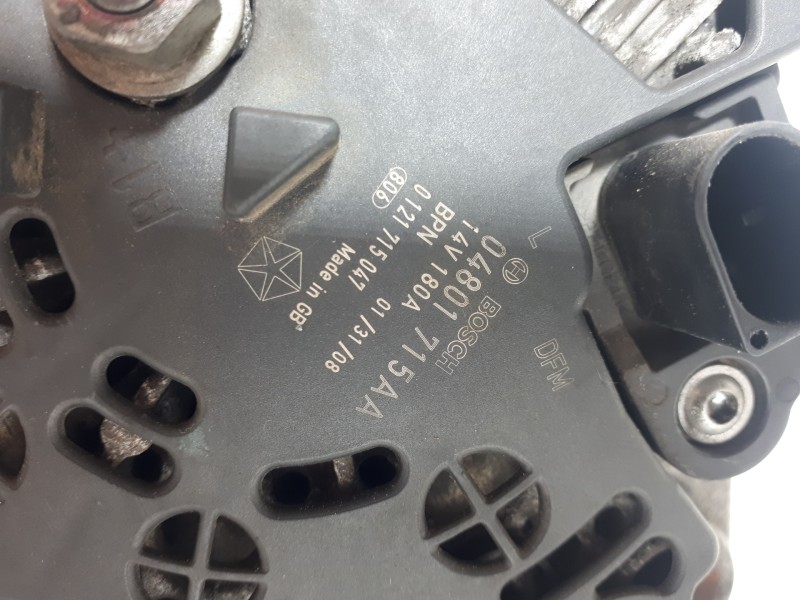 L
DFM
BOSCH
04801 715AA
14V 180A
BPN
01/31/08
0 121 715 047
Made in GB
806
B+